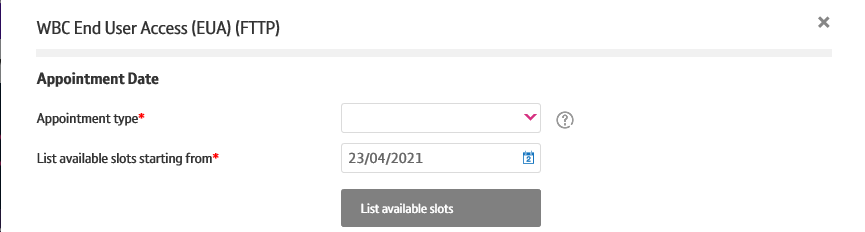 WBC End User Access (EUA) (FTTP)
Appointment Date
Appointment type*
List available slots starting from* 23/04/2021
List available slots